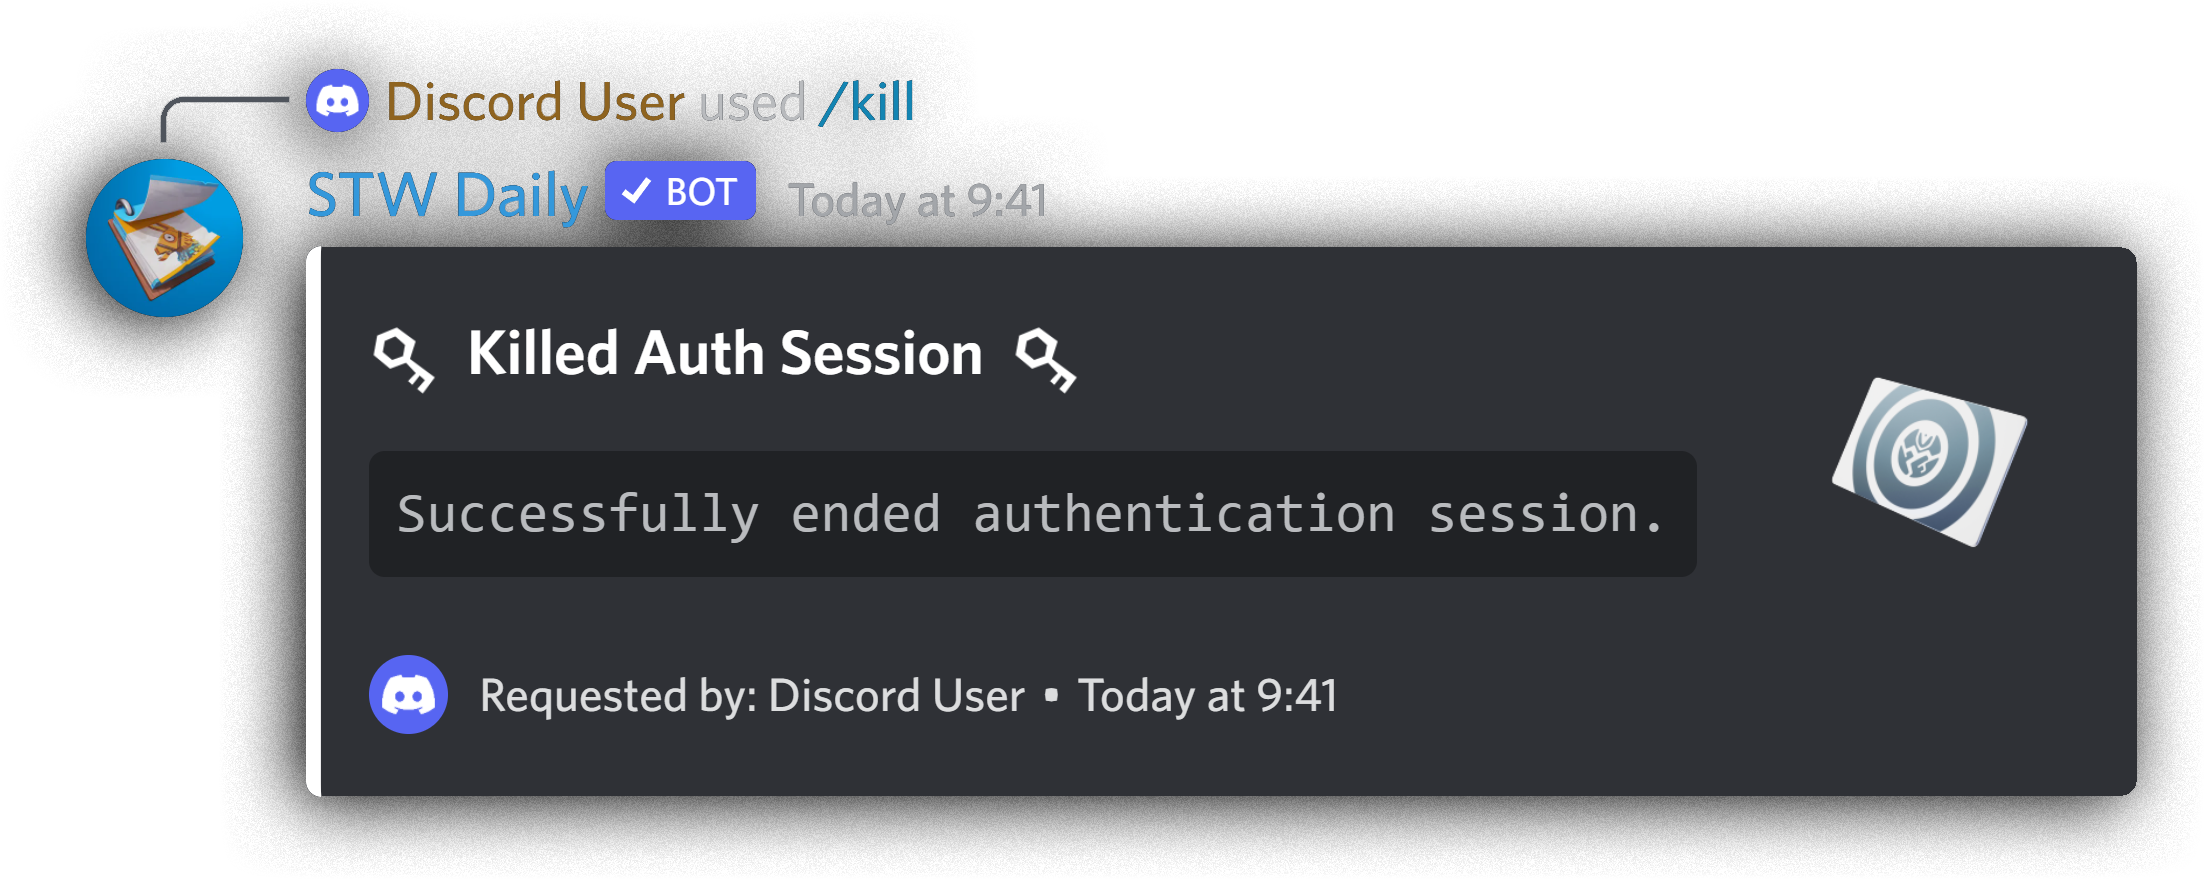 Discord User used /kill
STW Daily ✓ BOT Today at 9:41
Killed Auth Session
Successfully ended authentication session.
Requested by: Discord User • Today at 9:41